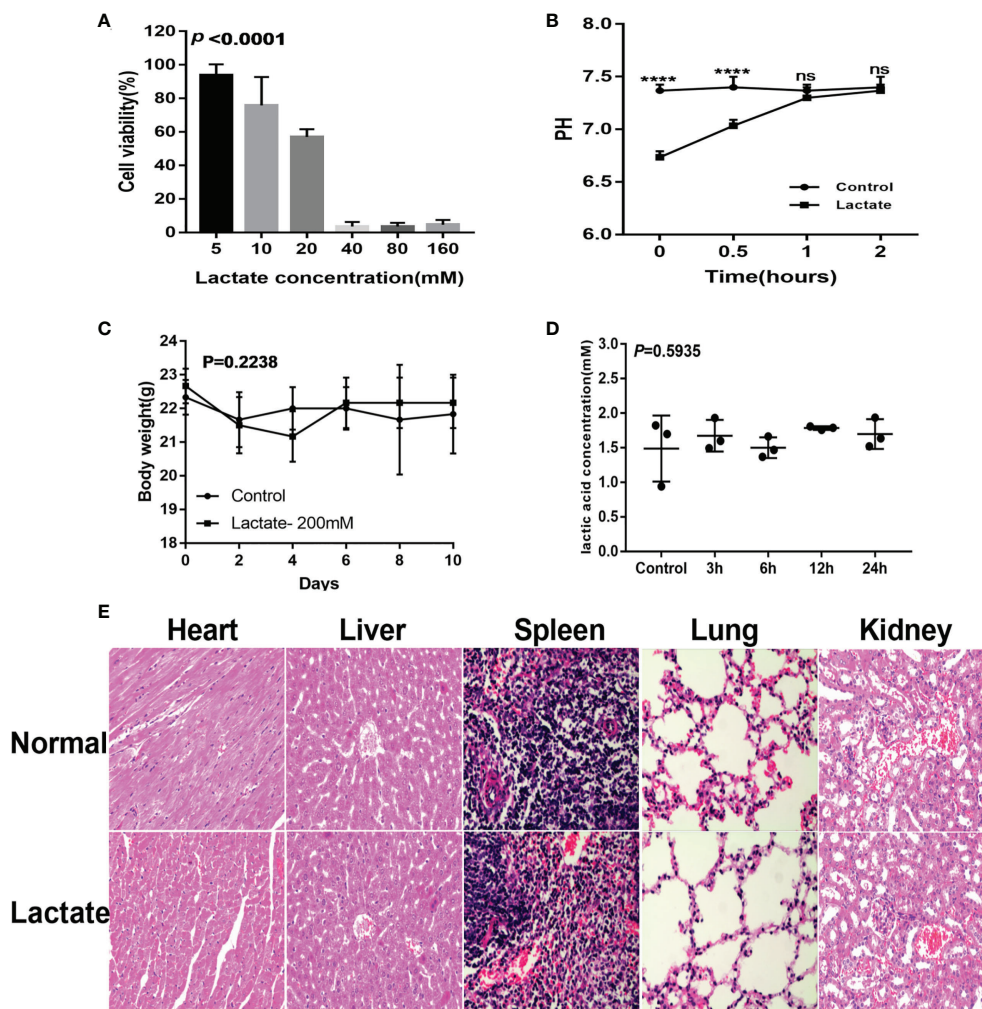 A
p <0.0001
Cell viability(%)
100
80
60
40
20
0
5 10 20 40 80 160
Lactate concentration(mM)
B
PH
7.5
7.0
6.5
6.0
**** **** ns ns
Control
Lactate
0 0.5 1 2
Time(hours)
C
P=0.2238
Body weight(g)
24
23
22
21
20
19
18
Control
Lactate- 200mM
0 2 4 6 8 10
Days
D
P=0.5935
lactic acid concentration(mM)
3.0
2.5
2.0
1.5
1.0
0.5
0.0
Control 3h 6h 12h 24h
E
Heart Liver Spleen Lung Kidney
Normal
Lactate